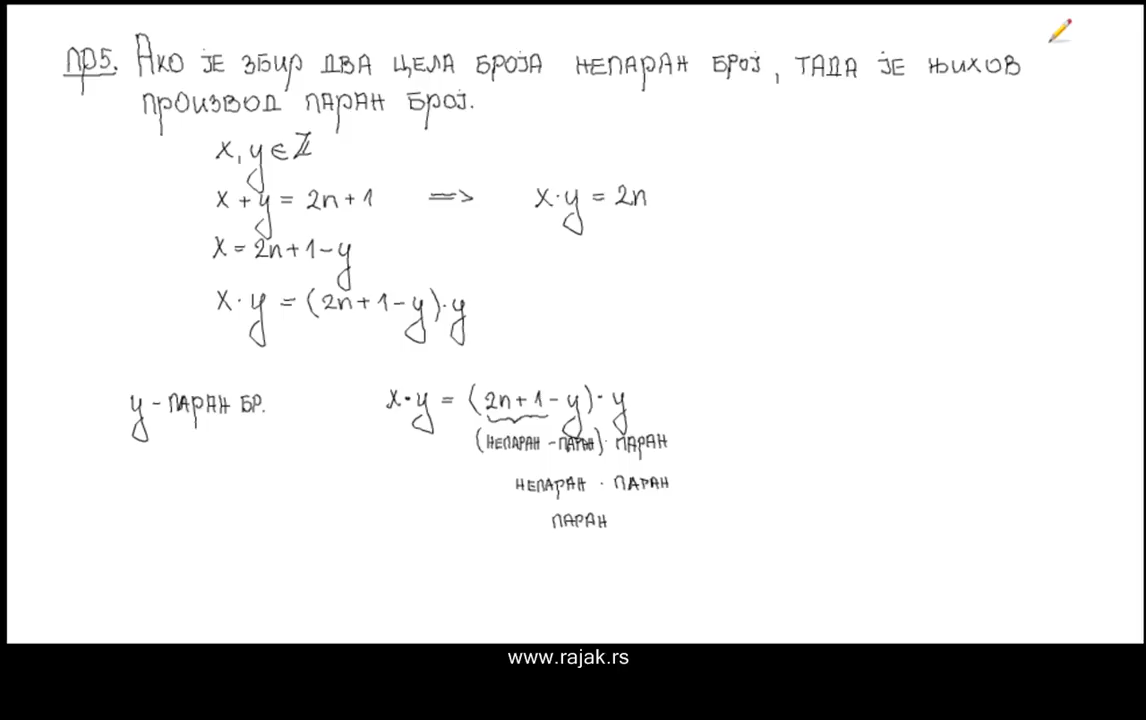 ПР5. Ако је збир два цела броја непаран број, тада је њихов
производ паран број.
x, y ∈ ℤ
x + y = 2n + 1 => x · y = 2n
x = 2n + 1 - y
x · y = (2n + 1 - y) · y
y - паран бр. x · y = (2n + 1 - y) · y
(непаран - паран) · паран
непаран · паран
паран
www.rajak.rs